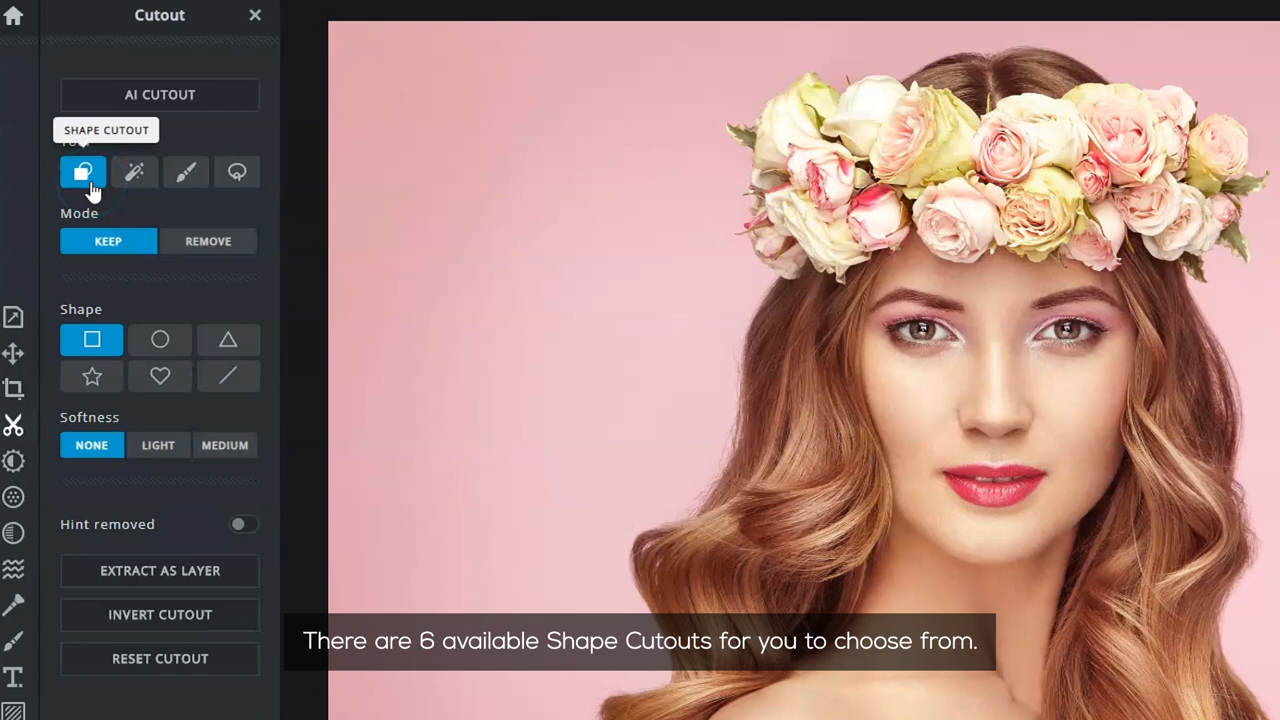 Cutout
AI CUTOUT
SHAPE CUTOUT
Mode
KEEP
REMOVE
Shape
Softness
NONE
LIGHT
MEDIUM
Hint removed
EXTRACT AS LAYER
INVERT CUTOUT
RESET CUTOUT
There are 6 available Shape Cutouts for you to choose from.